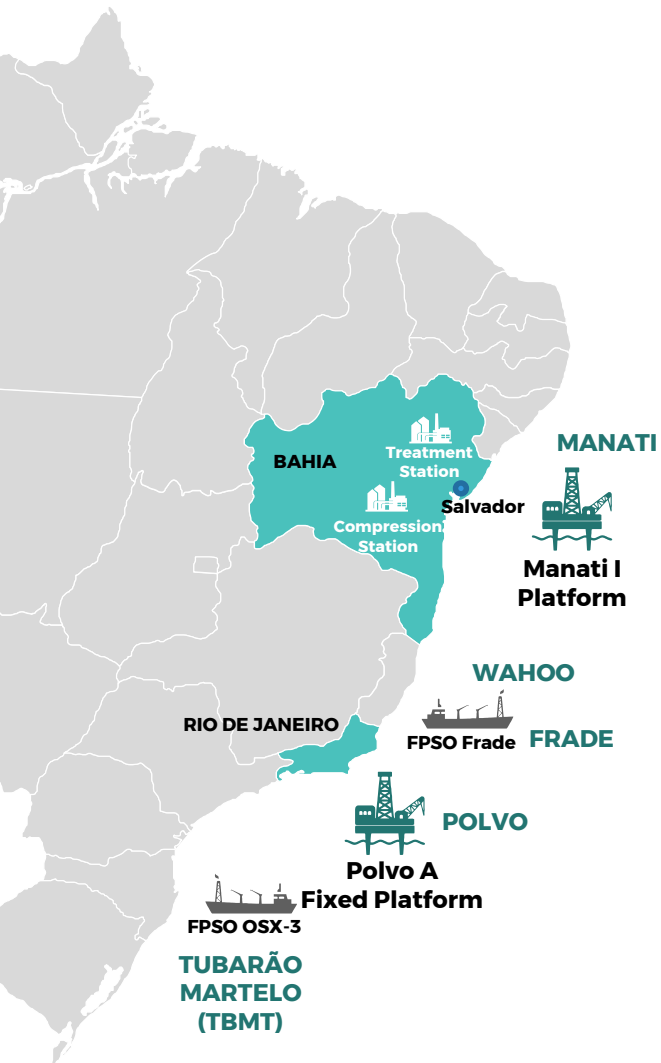 MANATI
BAHIA
Treatment
Station
Salvador
Compression
Station
Manati I
Platform
WAHOO
RIO DE JANEIRO
FPSO Frade
FRADE
POLVO
Polvo A
Fixed Platform
FPSO OSX-3
TUBARÃO
MARTELO
(TBMT)